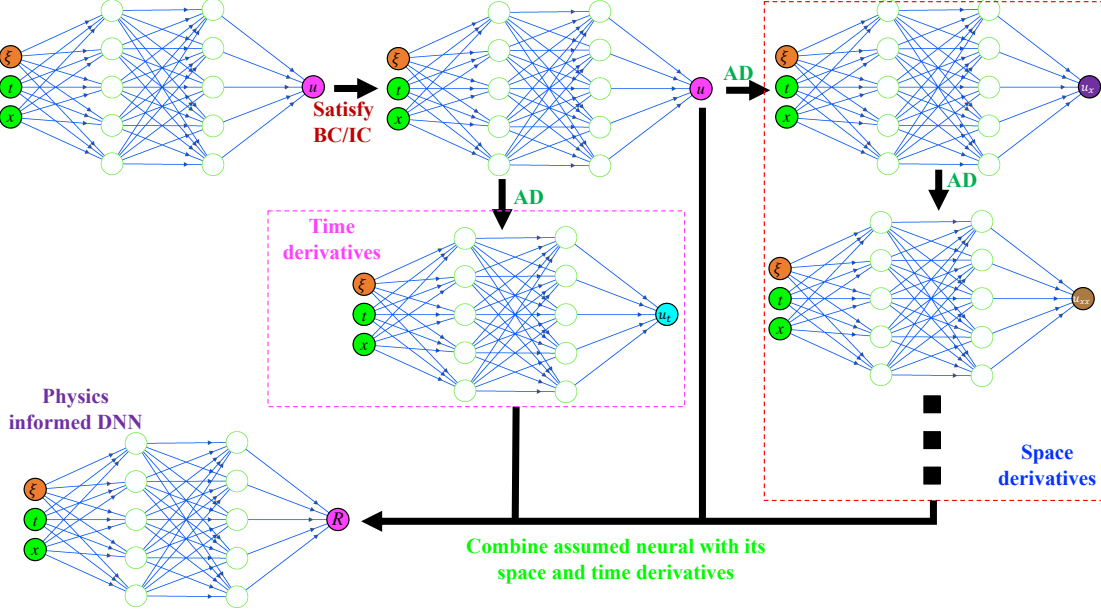 ξ
t
x
u
Satisfy
BC/IC
ξ
t
x
u
AD
ξ
t
x
u_x
AD
AD
Time
derivatives
ξ
t
x
u_t
ξ
t
x
u_xx
Space
derivatives
Physics
informed DNN
ξ
t
x
R
Combine assumed neural with its
space and time derivatives